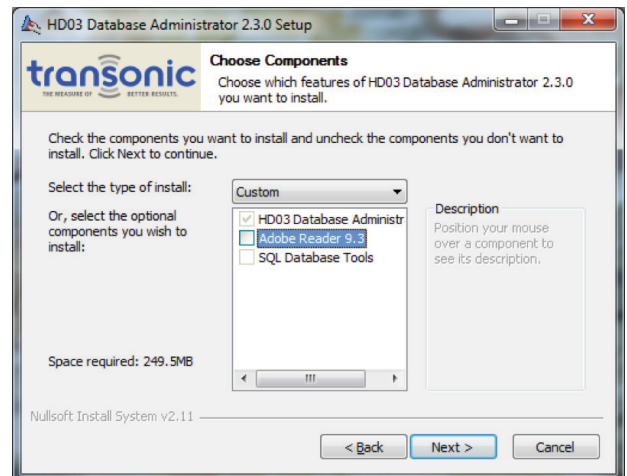 HD03 Database Administrator 2.3.0 Setup
transonic
THE MEASURE OF BETTER RESULTS.
Choose Components
Choose which features of HD03 Database Administrator 2.3.0
you want to install.
Check the components you want to install and uncheck the components you don't want to
install. Click Next to continue.
Select the type of install:
Custom
Or, select the optional
components you wish to
install:
HD03 Database Administr
Adobe Reader 9.3
SQL Database Tools
Description
Position your mouse
over a component to
see its description.
Space required: 249.5MB
Nullsoft Install System v2.11
< Back
Next >
Cancel